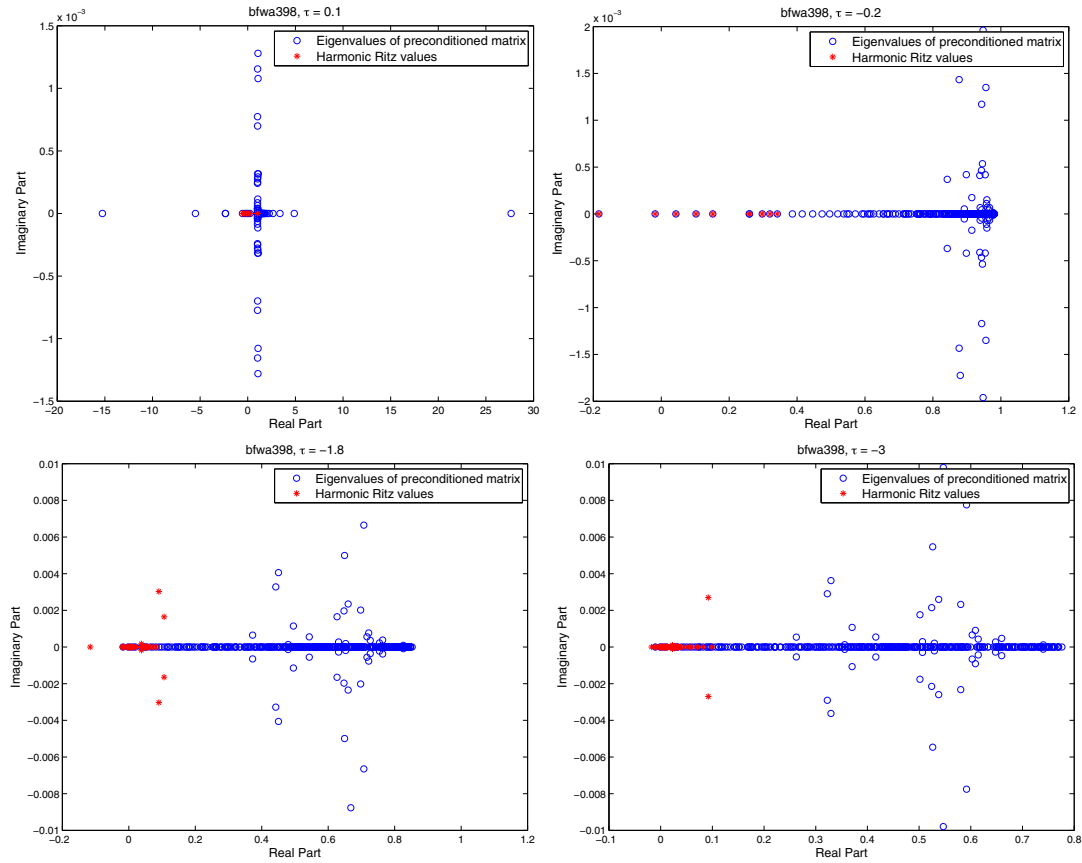 bfwa398, τ = 0.1
x 10⁻³
1.5
1
0.5
0
−0.5
−1
−1.5
Imaginary Part
Eigenvalues of preconditioned matrix
Harmonic Ritz values
−20 −15 −10 −5 0 5 10 15 20 25 30
Real Part
bfwa398, τ = −0.2
x 10⁻³
2
1.5
1
0.5
0
−0.5
−1
−1.5
−2
Imaginary Part
Eigenvalues of preconditioned matrix
Harmonic Ritz values
−0.2 0 0.2 0.4 0.6 0.8 1 1.2
Real Part
bfwa398, τ = −1.8
0.01
0.008
0.006
0.004
0.002
0
−0.002
−0.004
−0.006
−0.008
−0.01
Imaginary Part
Eigenvalues of preconditioned matrix
Harmonic Ritz values
−0.2 0 0.2 0.4 0.6 0.8 1 1.2
Real Part
bfwa398, τ = −3
0.01
0.008
0.006
0.004
0.002
0
−0.002
−0.004
−0.006
−0.008
−0.01
Imaginary Part
Eigenvalues of preconditioned matrix
Harmonic Ritz values
−0.1 0 0.1 0.2 0.3 0.4 0.5 0.6 0.7 0.8
Real Part